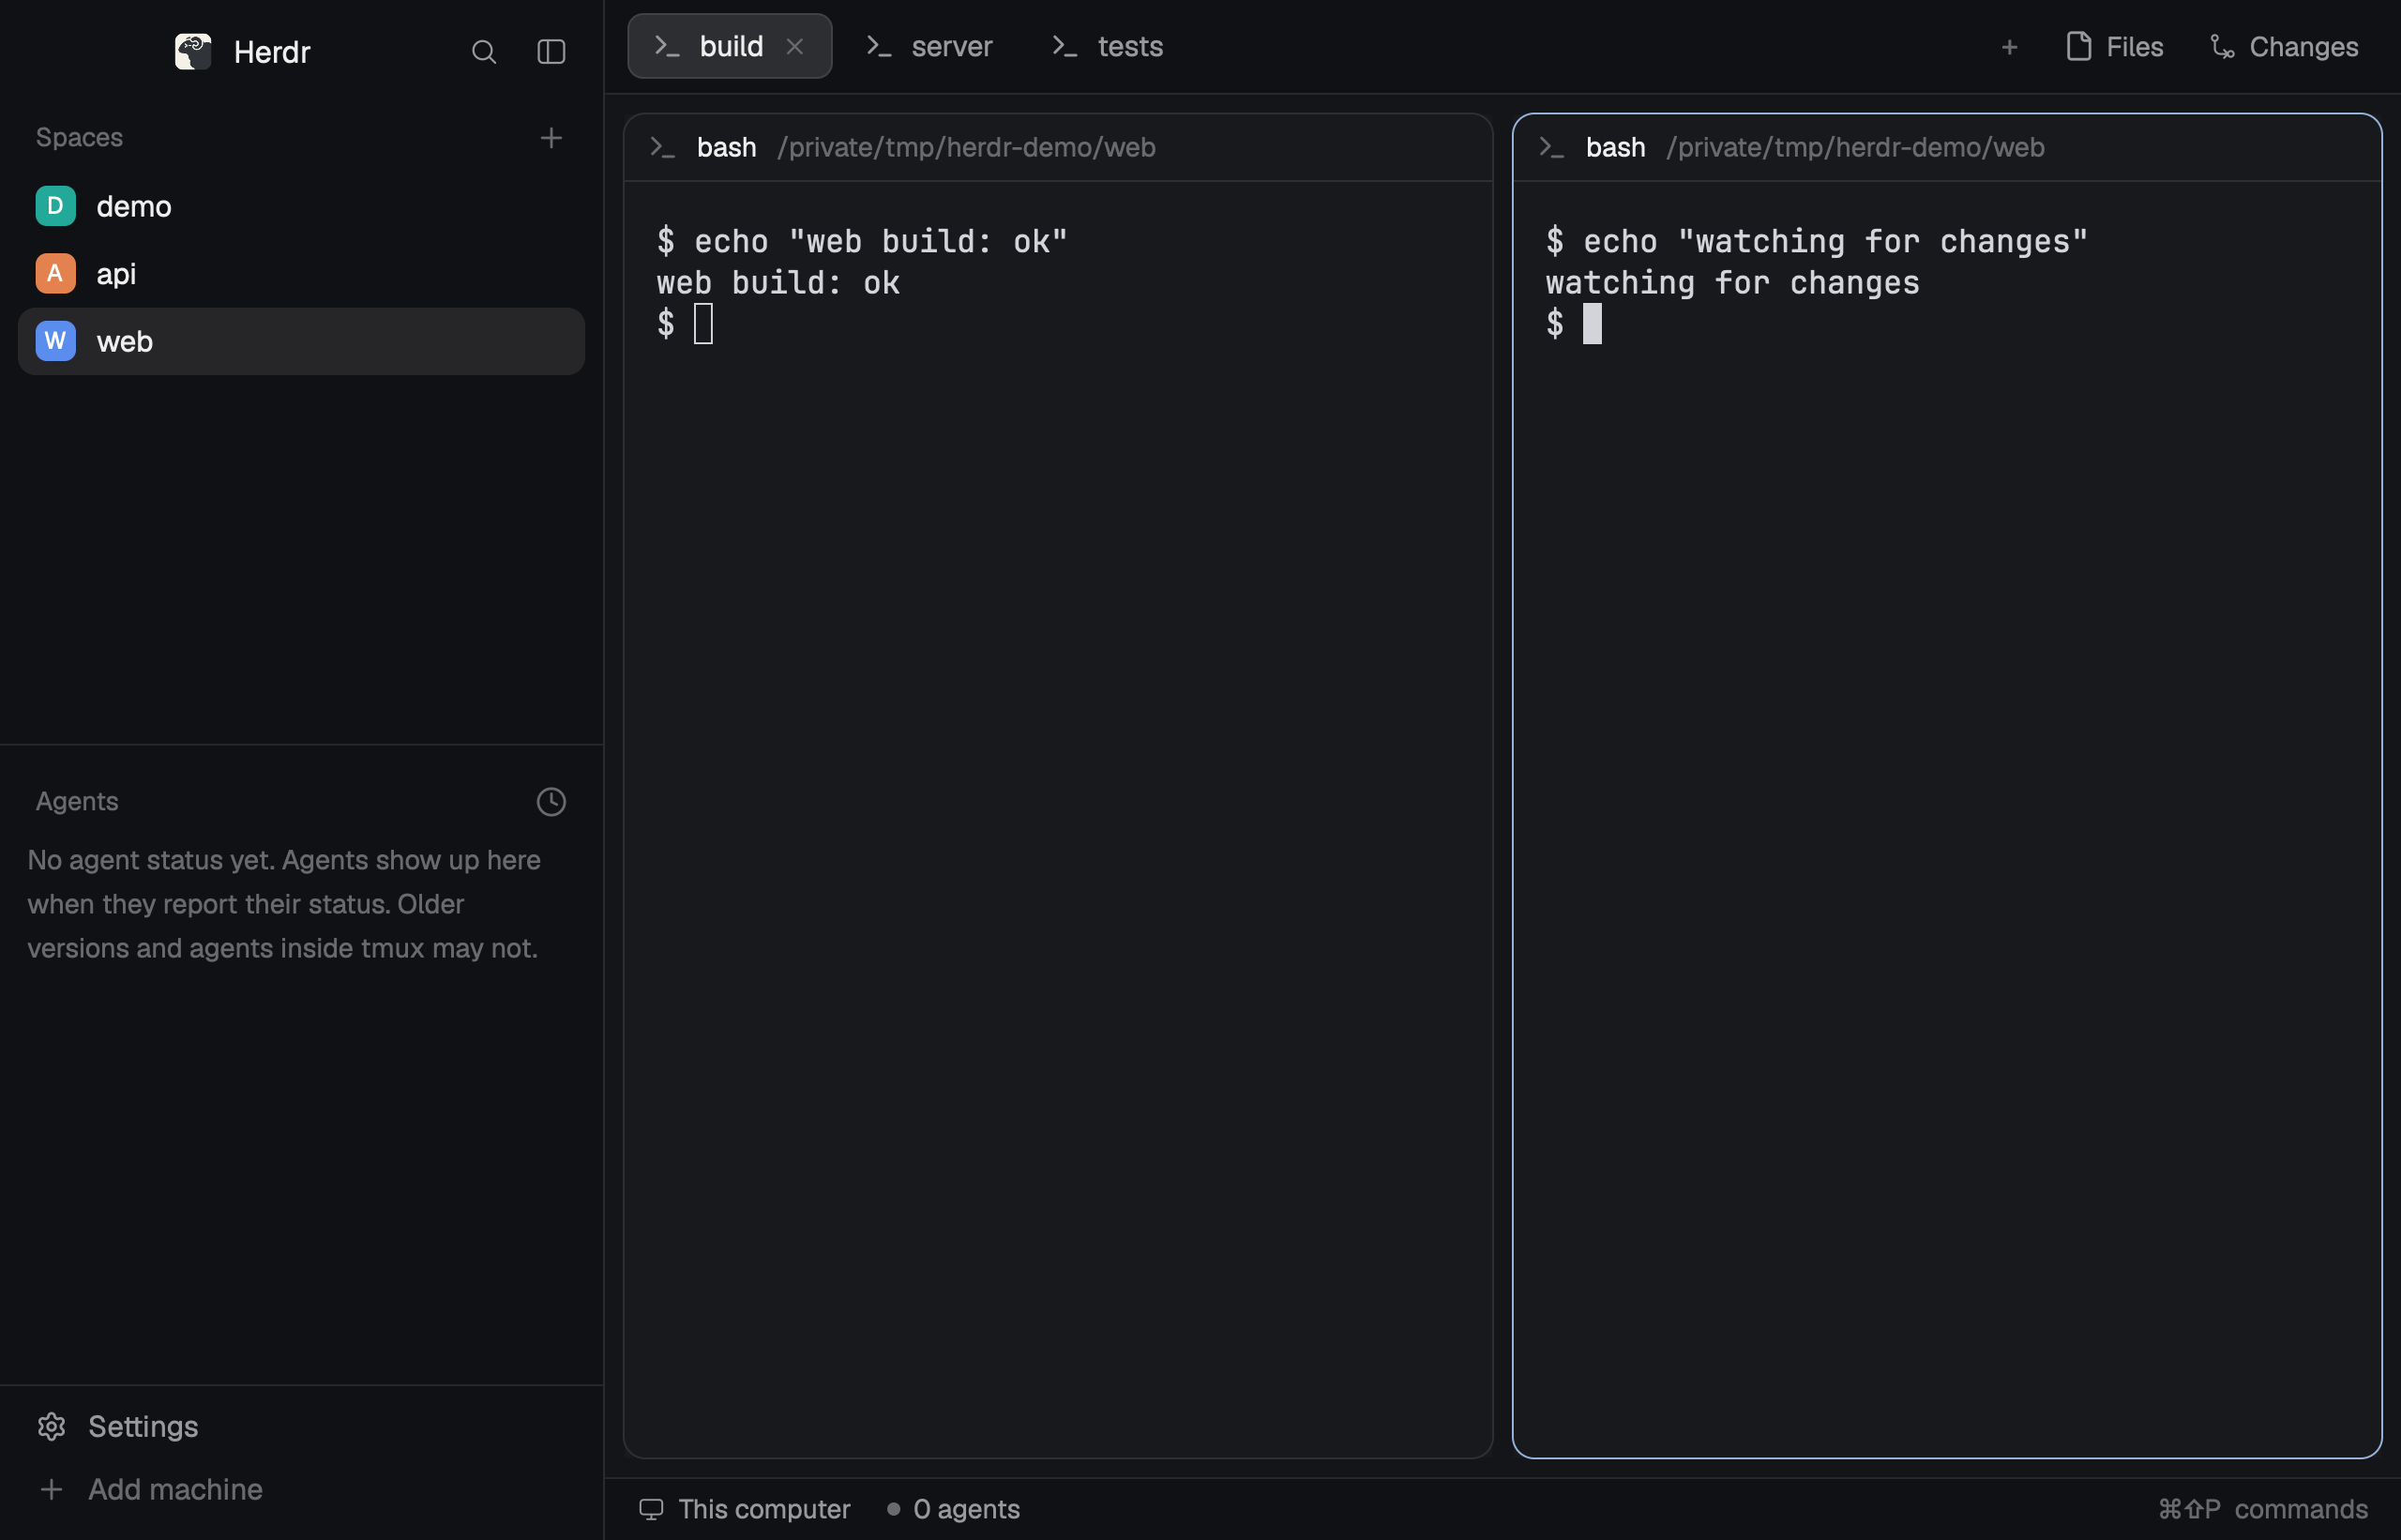 Herdr
Spaces
D demo
A api
W web
Agents
No agent status yet. Agents show up here
when they report their status. Older
versions and agents inside tmux may not.
Settings
Add machine
build
server
tests
Files
Changes
bash /private/tmp/herdr-demo/web
$ echo "web build: ok"
web build: ok
$
bash /private/tmp/herdr-demo/web
$ echo "watching for changes"
watching for changes
$
This computer
0 agents
⌘⇧P commands